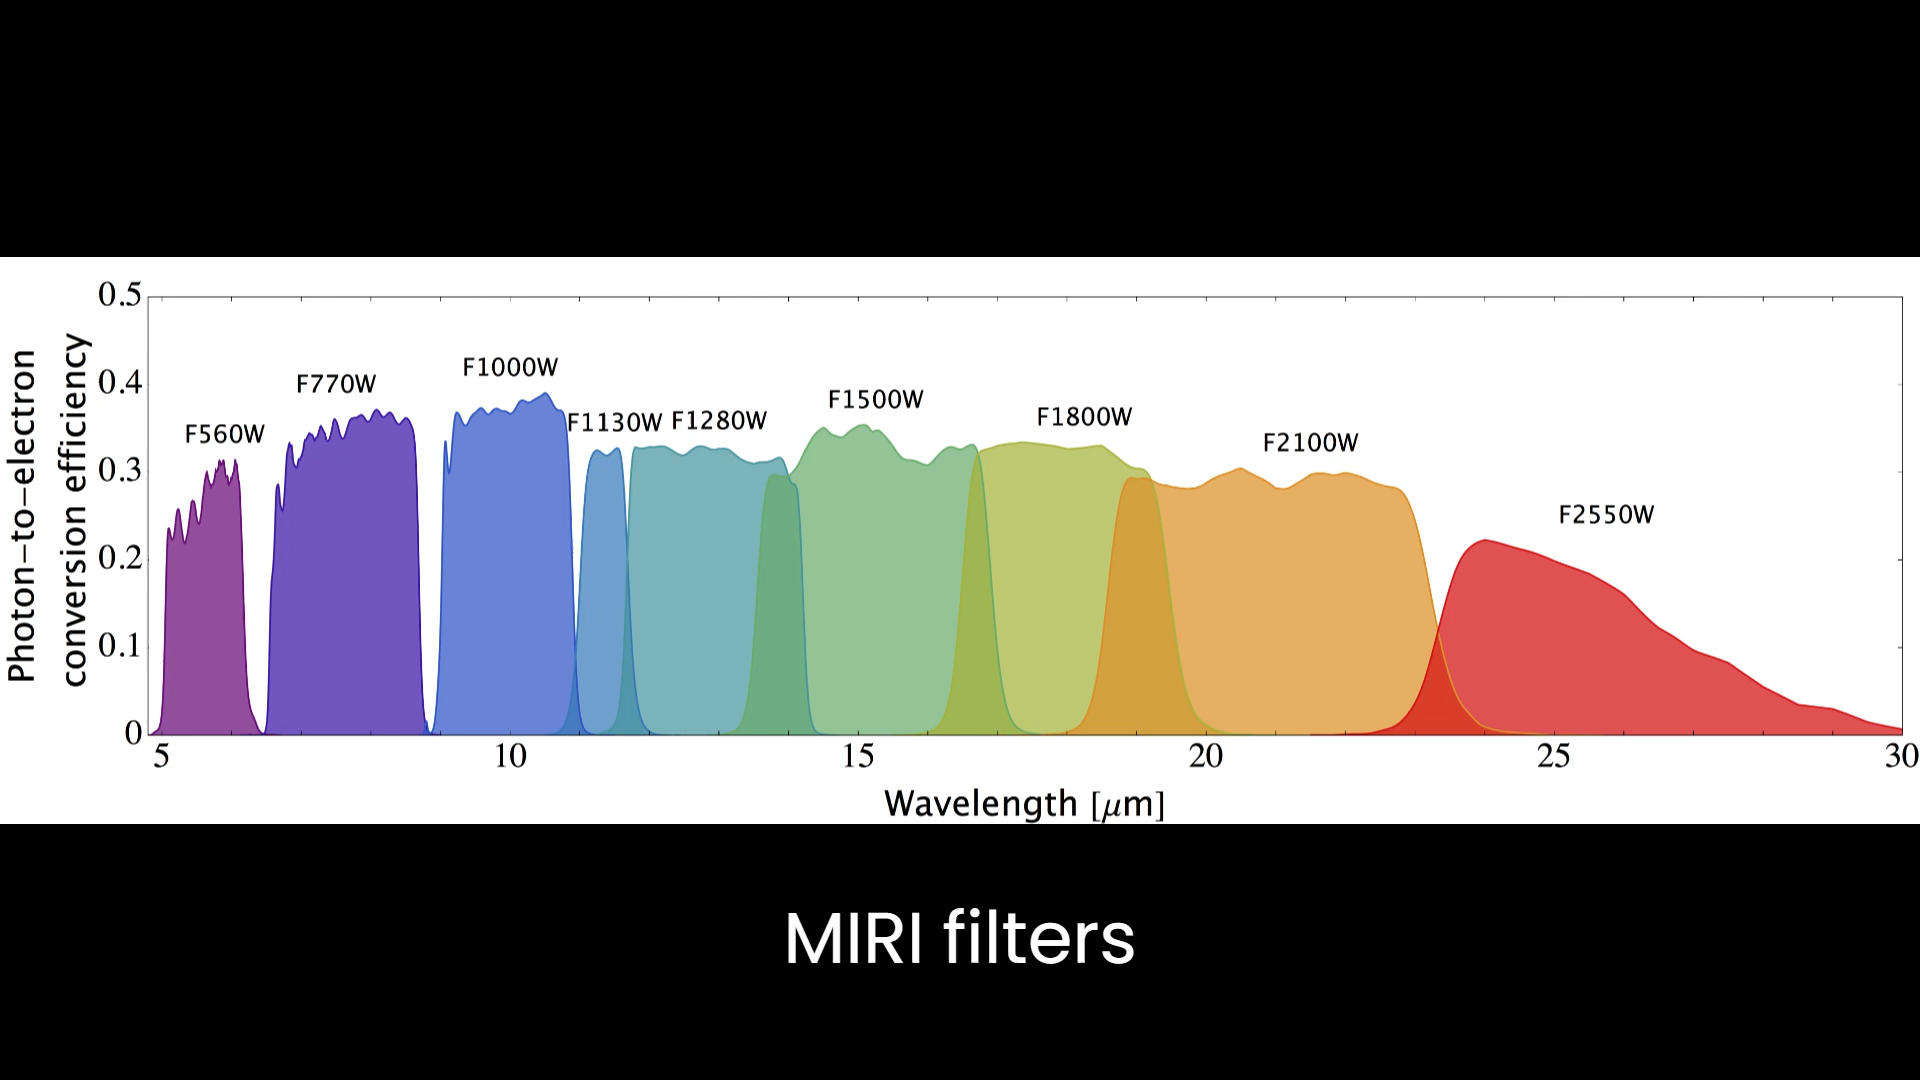 Photon-to-electron
conversion efficiency
0.5
0.4
0.3
0.2
0.1
0
F560W
F770W
F1000W
F1130W
F1280W
F1500W
F1800W
F2100W
F2550W
5
10
15
20
25
30
Wavelength [μm]
MIRI filters